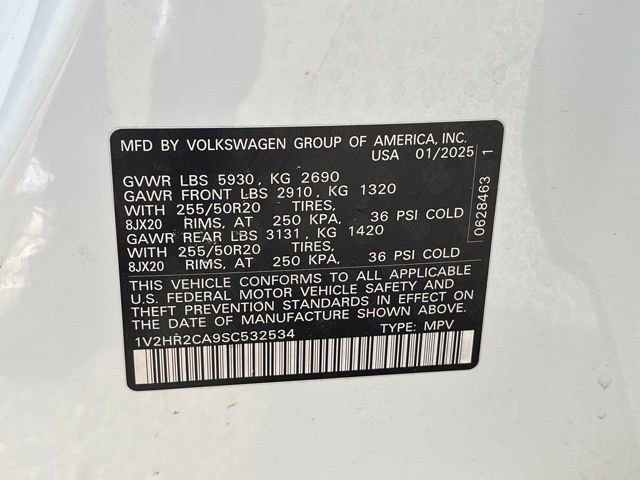 MFD BY VOLKSWAGEN GROUP OF AMERICA, INC.
USA 01/2025
GVWR LBS 5930, KG 2690
GAWR FRONT LBS 2910, KG 1320
WITH 255/50R20 TIRES,
8JX20 RIMS, AT 250 KPA, 36 PSI COLD
GAWR REAR LBS 3131, KG 1420
WITH 255/50R20 TIRES,
8JX20 RIMS, AT 250 KPA, 36 PSI COLD
THIS VEHICLE CONFORMS TO ALL APPLICABLE
U.S. FEDERAL MOTOR VEHICLE SAFETY AND
THEFT PREVENTION STANDARDS IN EFFECT ON
THE DATE OF MANUFACTURE SHOWN ABOVE.
1V2HR2CA9SC532534 TYPE: MPV
0628463 1